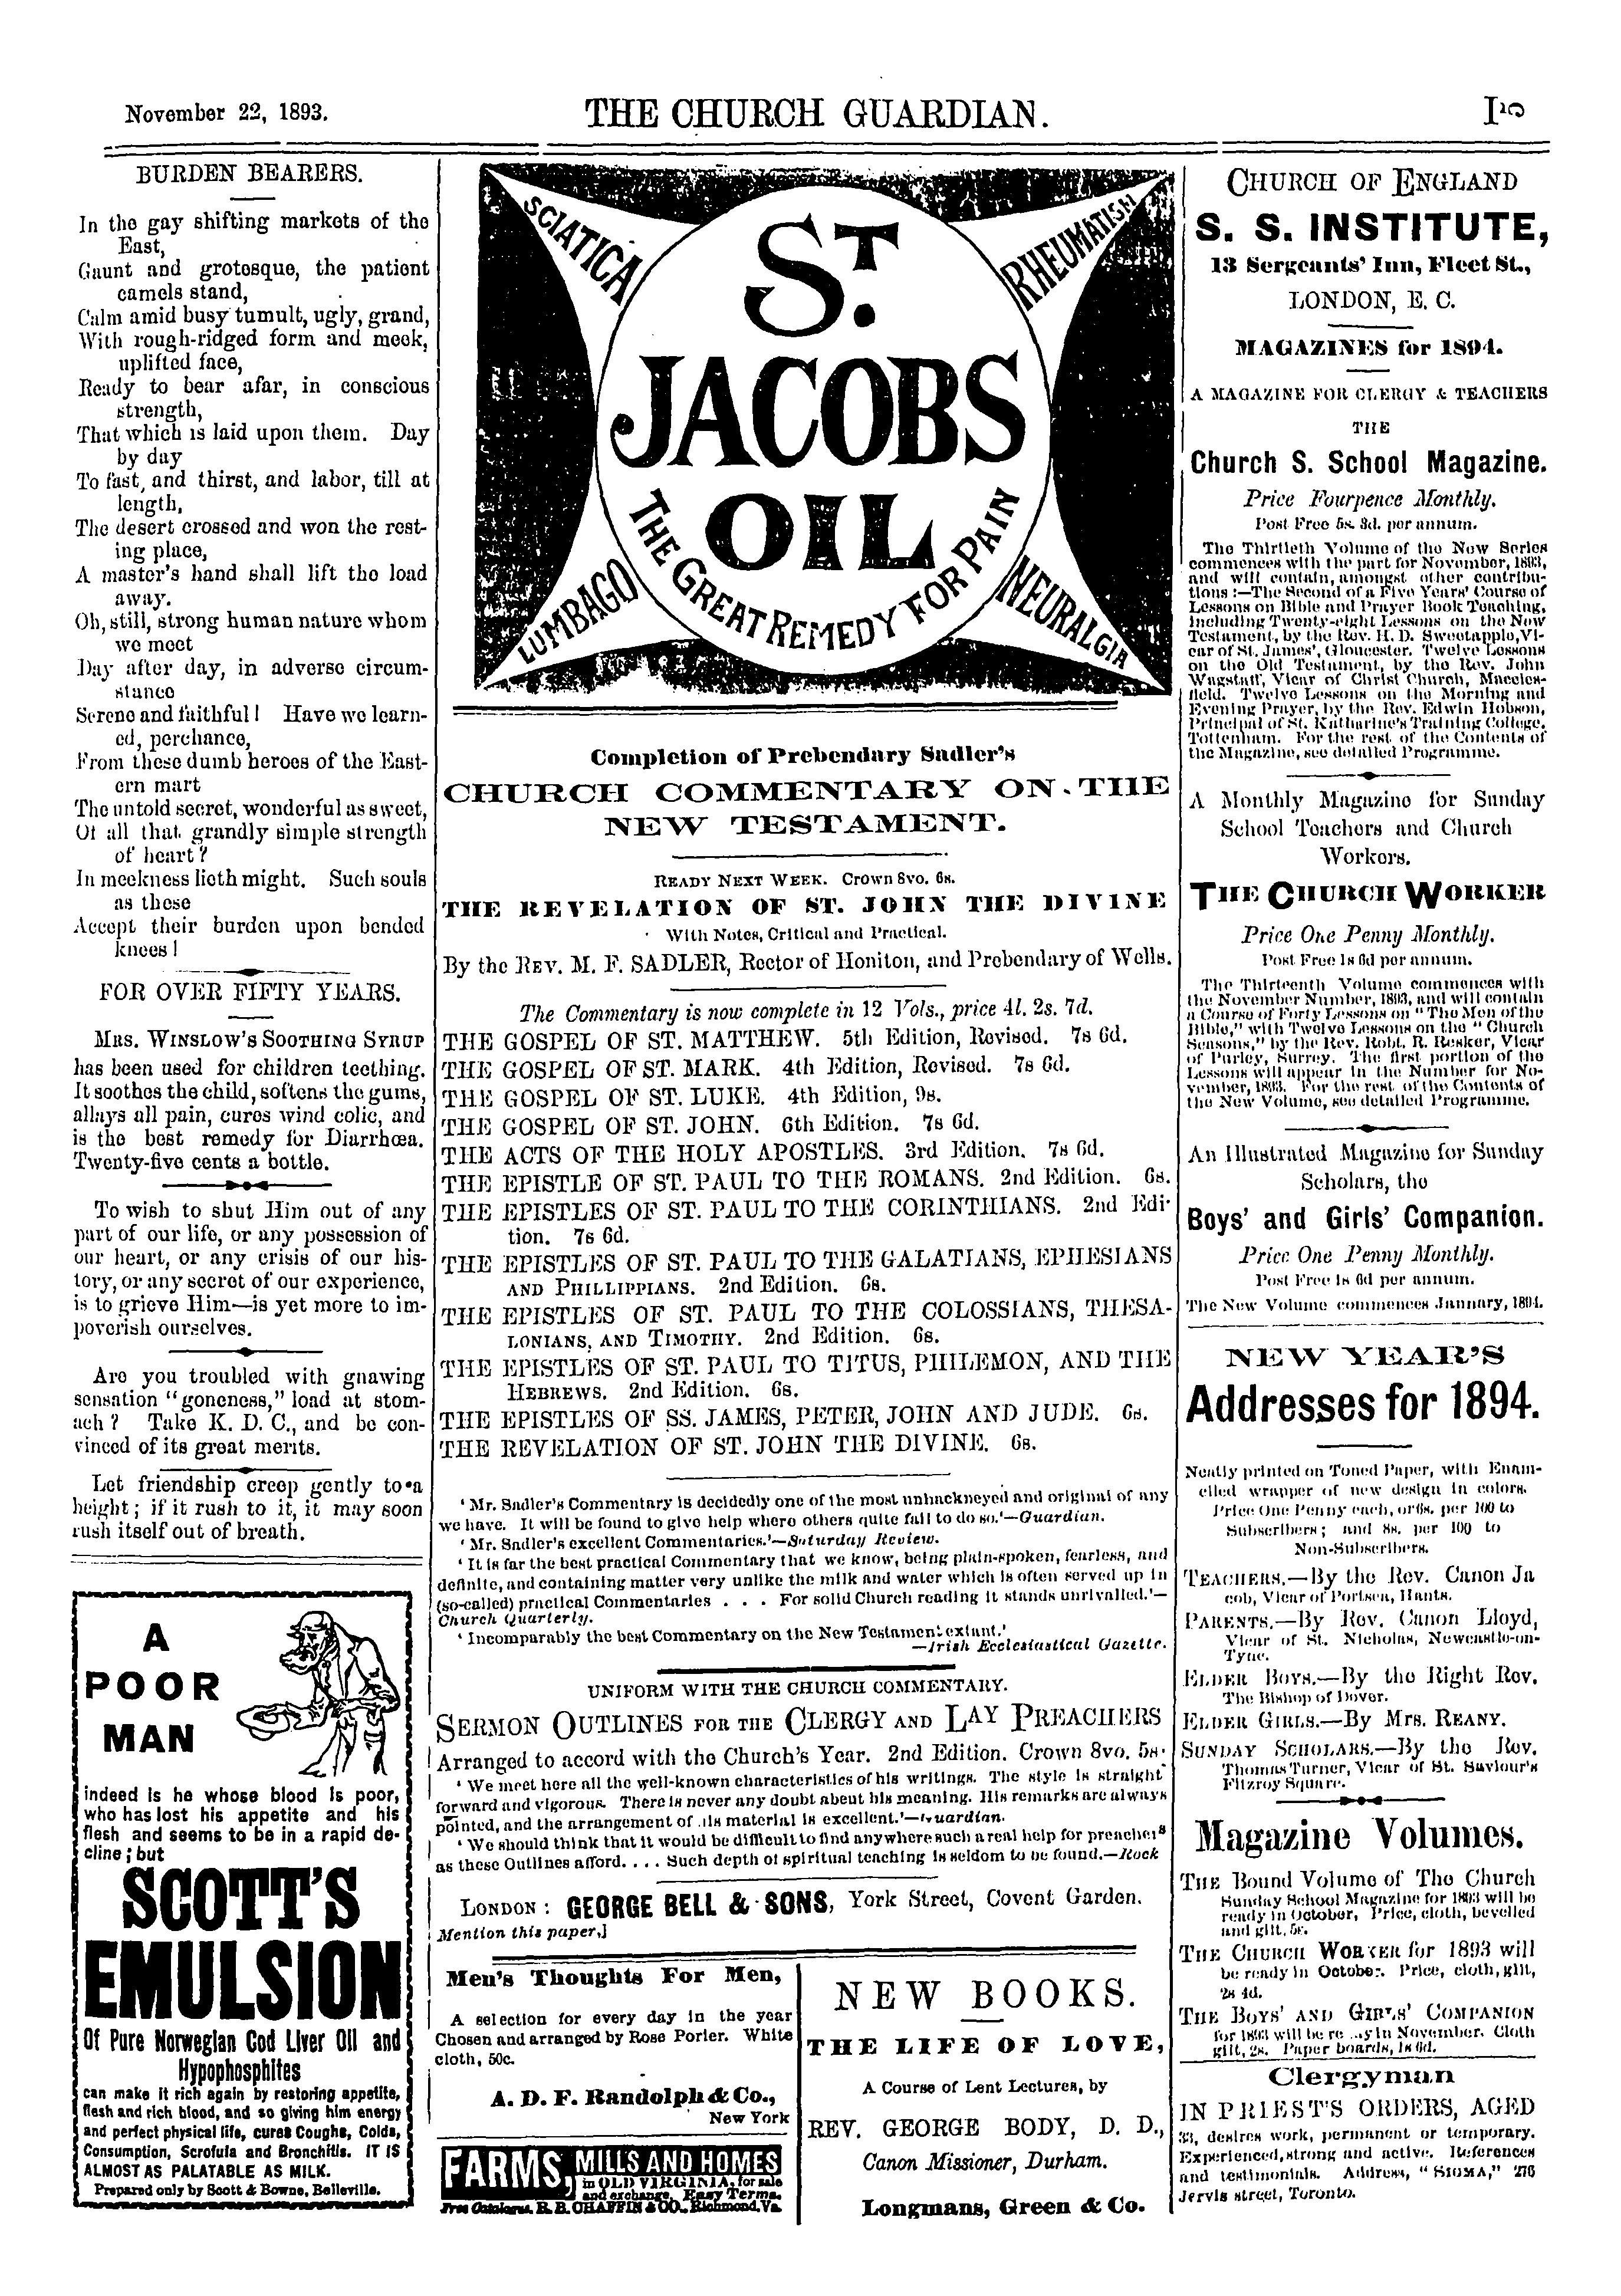 November 22, 1893.
THE CHURCH GUARDIAN.
15
BURDEN BEARERS.
In the gay shifting markets of the
East,
Gaunt and grotesque, the patient
camels stand,
Calm amid busy tumult, ugly, grand,
With rough-ridged form and meek,
uplifted face,
Ready to bear afar, in conscious
strength,
That which is laid upon them. Day
by day
To fast, and thirst, and labor, till at
length,
The desert crossed and won the rest-
ing place,
A master's hand shall lift the load
away.
Oh, still, strong human nature whom
we meet
Day after day, in adverse circum-
stance
Serene and faithful! Have we learn-
ed, perchance,
From these dumb heroes of the East-
ern mart
The untold secret, wonderful as sweet,
Of all that grandly simple strength
of heart?
In meekness lieth might. Such souls
as these
Accept their burden upon bended
knees!
FOR OVER FIFTY YEARS.
MRS. WINSLOW'S SOOTHING SYRUP
has been used for children teething.
It soothes the child, softens the gums,
allays all pain, cures wind colic, and
is the best remedy for Diarrhœa.
Twenty-five cents a bottle.
To wish to shut Him out of any
part of our life, or any possession of
our heart, or any crisis of our his-
tory, or any secret of our experience,
is to grieve Him—is yet more to im-
poverish ourselves.
Are you troubled with gnawing
sensation "goneness," load at stom-
ach? Take K. D. C., and be con-
vinced of its great merits.
Let friendship creep gently to a
height; if it rush to it, it may soon
rush itself out of breath.
A
POOR
MAN
indeed is he whose blood is poor,
who has lost his appetite and his
flesh and seems to be in a rapid de-
cline; but
SCOTT'S
EMULSION
Of Pure Norwegian Cod Liver Oil and
Hypophosphites
can make it rich again by restoring appetite,
flesh and rich blood, and so giving him energy
and perfect physical life, cures Coughs, Colds,
Consumption, Scrofula and Bronchitis. IT IS
ALMOST AS PALATABLE AS MILK.
Prepared only by Scott & Bowne, Belleville.
SCIATICA
RHEUMATISM
ST.
JACOBS
OIL
THE GREAT REMEDY FOR PAIN
LUMBAGO
NEURALGIA
Completion of Prebendary Sadler's
CHURCH COMMENTARY ON THE
NEW TESTAMENT.
READY NEXT WEEK. Crown 8vo. 6s.
THE REVELATION OF ST. JOHN THE DIVINE
With Notes, Critical and Practical.
By the REV. M. F. SADLER, Rector of Honiton, and Prebendary of Wells.
The Commentary is now complete in 12 Vols., price 4l. 2s. 7d.
THE GOSPEL OF ST. MATTHEW. 5th Edition, Revised. 7s 6d.
THE GOSPEL OF ST. MARK. 4th Edition, Revised. 7s 6d.
THE GOSPEL OF ST. LUKE. 4th Edition, 9s.
THE GOSPEL OF ST. JOHN. 6th Edition. 7s 6d.
THE ACTS OF THE HOLY APOSTLES. 3rd Edition. 7s 6d.
THE EPISTLE OF ST. PAUL TO THE ROMANS. 2nd Edition. 6s.
THE EPISTLES OF ST. PAUL TO THE CORINTHIANS. 2nd Edi-
tion. 7s 6d.
THE EPISTLES OF ST. PAUL TO THE GALATIANS, EPHESIANS
AND PHILLIPPIANS. 2nd Edition. 6s.
THE EPISTLES OF ST. PAUL TO THE COLOSSIANS, THESA-
LONIANS, AND TIMOTHY. 2nd Edition. 6s.
THE EPISTLES OF ST. PAUL TO TITUS, PHILEMON, AND THE
HEBREWS. 2nd Edition. 6s.
THE EPISTLES OF SS. JAMES, PETER, JOHN AND JUDE. 6s.
THE REVELATION OF ST. JOHN THE DIVINE. 6s.
'Mr. Sadler's Commentary is decidedly one of the most unhackneyed and original of any
we have. It will be found to give help where others quite fail to do so.'—Guardian.
'Mr. Sadler's excellent Commentaries.'—Saturday Review.
'It is far the best practical Commentary that we know, being plain-spoken, fearless, and
definite, and containing matter very unlike the milk and water which is often served up in
(so-called) practical Commentaries . . . For solid Church reading it stands unrivalled.'—
Church Quarterly.
'Incomparably the best Commentary on the New Testament extant.'
—Irish Ecclesiastical Gazette.
UNIFORM WITH THE CHURCH COMMENTARY.
SERMON OUTLINES FOR THE CLERGY AND LAY PREACHERS
Arranged to accord with the Church's Year. 2nd Edition. Crown 8vo. 5s.
'We meet here all the well-known characteristics of his writings. The style is straight
forward and vigorous. There is never any doubt about his meaning. His remarks are always
pointed, and the arrangement of its material is excellent.'—Guardian.
'We should think that it would be difficult to find anywhere such a real help for preachers
as these Outlines afford. . . . Such depth of spiritual teaching is seldom to be found.—Rock
LONDON: GEORGE BELL & SONS, York Street, Covent Garden.
Mention this paper,]
Men's Thoughts For Men,
A selection for every day in the year
Chosen and arranged by Rose Porter. White
cloth, 50c.
A. D. F. Randolph & Co.,
New York
FARMS, MILLS AND HOMES
in OLD VIRGINIA, for sale
and exchange. Easy Terms.
Free Catalogue. R. B. CHAFFIN & CO., Richmond, Va.
NEW BOOKS.
THE LIFE OF LOVE,
A Course of Lent Lectures, by
REV. GEORGE BODY, D. D.,
Canon Missioner, Durham.
Longmans, Green & Co.
CHURCH OF ENGLAND
S. S. INSTITUTE,
13 Sergeants' Inn, Fleet St.,
LONDON, E. C.
MAGAZINES for 1894.
A MAGAZINE FOR CLERGY & TEACHERS
THE
Church S. School Magazine.
Price Fourpence Monthly.
Post Free 5s. 8d. per annum.
The Thirtieth Volume of the New Series
commences with the part for November, 1893,
and will contain, amongst other contribu-
tions:—The Second of a Five Years' Course of
Lessons on Bible and Prayer Book Teaching,
including Twenty-eight Lessons on the New
Testament, by the Rev. H. D. Sweetapple, Vi-
car of St. James', Gloucester. Twelve Lessons
on the Old Testament, by the Rev. John
Wagstaff, Vicar of Christ Church, Maccles-
field. Twelve Lessons on the Morning and
Evening Prayer, by the Rev. Edwin Hobson,
Principal of St. Katharine's Training College,
Tottenham. For the rest of the Contents of
the Magazine, see detailed Programme.
A Monthly Magazine for Sunday
School Teachers and Church
Workers.
THE CHURCH WORKER
Price One Penny Monthly.
Post Free 1s 6d per annum.
The Thirteenth Volume commences with
the November Number, 1893, and will contain
a Course of Forty Lessons on "The Men of the
Bible," with Twelve Lessons on the "Church
Seasons," by the Rev. Robt. R. Resker, Vicar
of Purley, Surrey. The first portion of the
Lessons will appear in the Number for No-
vember, 1893. For the rest of the Contents of
the New Volume, see detailed Programme.
An Illustrated Magazine for Sunday
Scholars, the
Boys' and Girls' Companion.
Price One Penny Monthly.
Post Free 1s 6d per annum.
The New Volume commences January, 1894.
NEW YEAR'S
Addresses for 1894.
Neatly printed on Toned Paper, with Enam-
elled wrapper of new design in colors.
Price One Penny each, or 6s. per 100 to
Subscribers; and 8s. per 100 to
Non-Subscribers.
TEACHERS.—By the Rev. Canon Ja
cob, Vicar of Portsea, Hants.
PARENTS.—By Rev. Canon Lloyd,
Vicar of St. Nicholas, Newcastle-on-
Tyne.
ELDER BOYS.—By the Right Rev.
The Bishop of Dover.
ELDER GIRLS.—By Mrs. REANY.
SUNDAY SCHOLARS.—By the Rev.
Thomas Turner, Vicar of St. Saviour's
Fitzroy Square.
Magazine Volumes.
THE Bound Volume of The Church
Sunday School Magazine for 1893 will be
ready in October, Price, cloth, bevelled
and gilt, 5s.
THE CHURCH WORKER for 1893 will
be ready in October. Price, cloth, gilt,
2s 4d.
THE BOYS' AND GIRLS' COMPANION
for 1893 will be ready in November. Cloth
gilt, 2s. Paper boards, 1s 6d.
Clergyman
IN PRIEST'S ORDERS, AGED
33, desires work, permanent or temporary.
Experienced, strong and active. References
and testimonials. Address, "SIGMA," 276
Jervis street, Toronto.